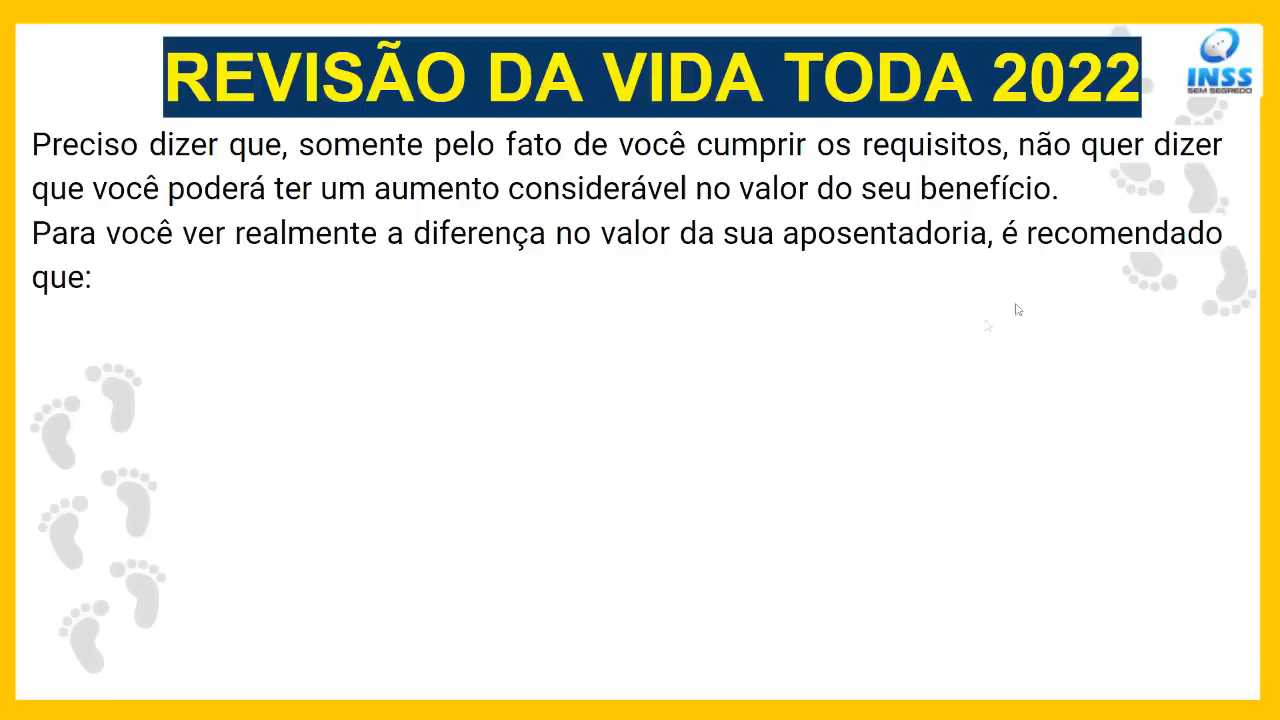 REVISÃO DA VIDA TODA 2022
INSS
SEM SEGREDO
Preciso dizer que, somente pelo fato de você cumprir os requisitos, não quer dizer
que você poderá ter um aumento considerável no valor do seu benefício.
Para você ver realmente a diferença no valor da sua aposentadoria, é recomendado
que: